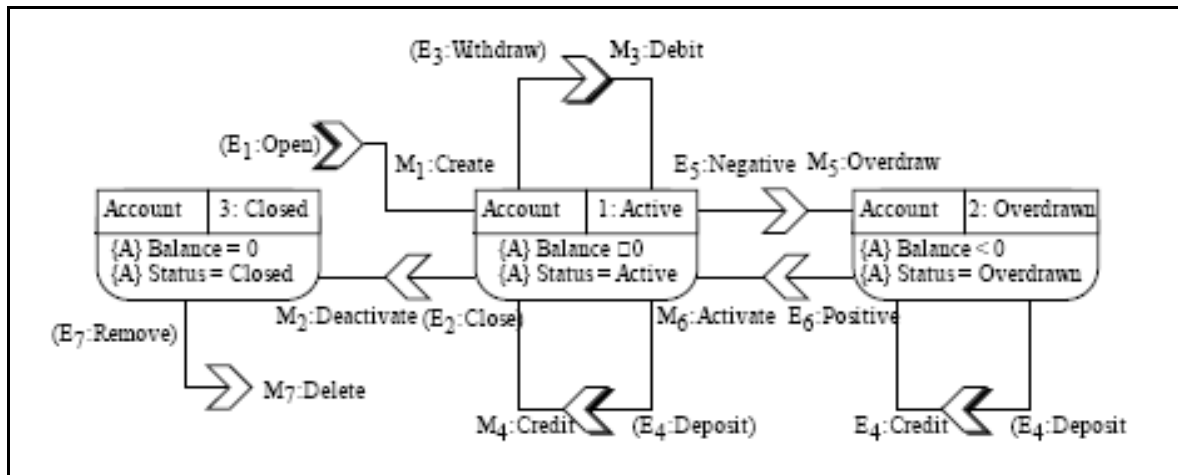 (E3:Withdraw) M3:Debit
(E1:Open)
M1:Create
E5:Negative M5:Overdraw
Account 3: Closed
Account 1: Active
Account 2: Overdrawn
{A} Balance = 0
{A} Balance □0
{A} Balance < 0
{A} Status = Closed
{A} Status = Active
{A} Status = Overdrawn
M2:Deactivate (E2:Close)
M6:Activate E6:Positive
(E7:Remove)
M7:Delete
M4:Credit (E4:Deposit)
E4:Credit (E4:Deposit